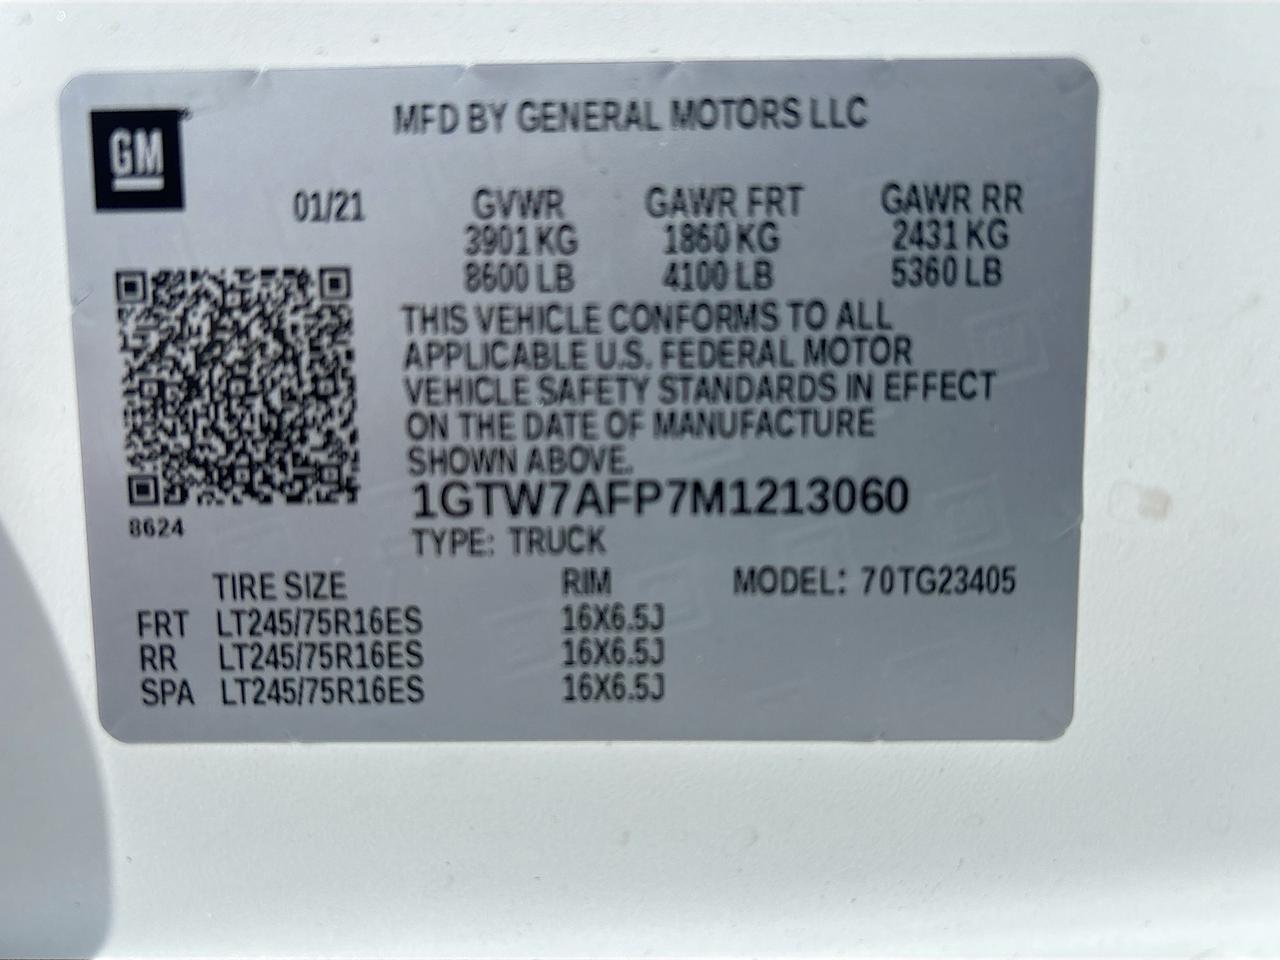 GM
MFD BY GENERAL MOTORS LLC
01/21 GVWR GAWR FRT GAWR RR
3901 KG 1860 KG 2431 KG
8600 LB 4100 LB 5360 LB
THIS VEHICLE CONFORMS TO ALL
APPLICABLE U.S. FEDERAL MOTOR
VEHICLE SAFETY STANDARDS IN EFFECT
ON THE DATE OF MANUFACTURE
SHOWN ABOVE.
1GTW7AFP7M1213060
8624
TYPE: TRUCK
TIRE SIZE RIM MODEL: 70TG23405
FRT LT245/75R16ES 16X6.5J
RR LT245/75R16ES 16X6.5J
SPA LT245/75R16ES 16X6.5J